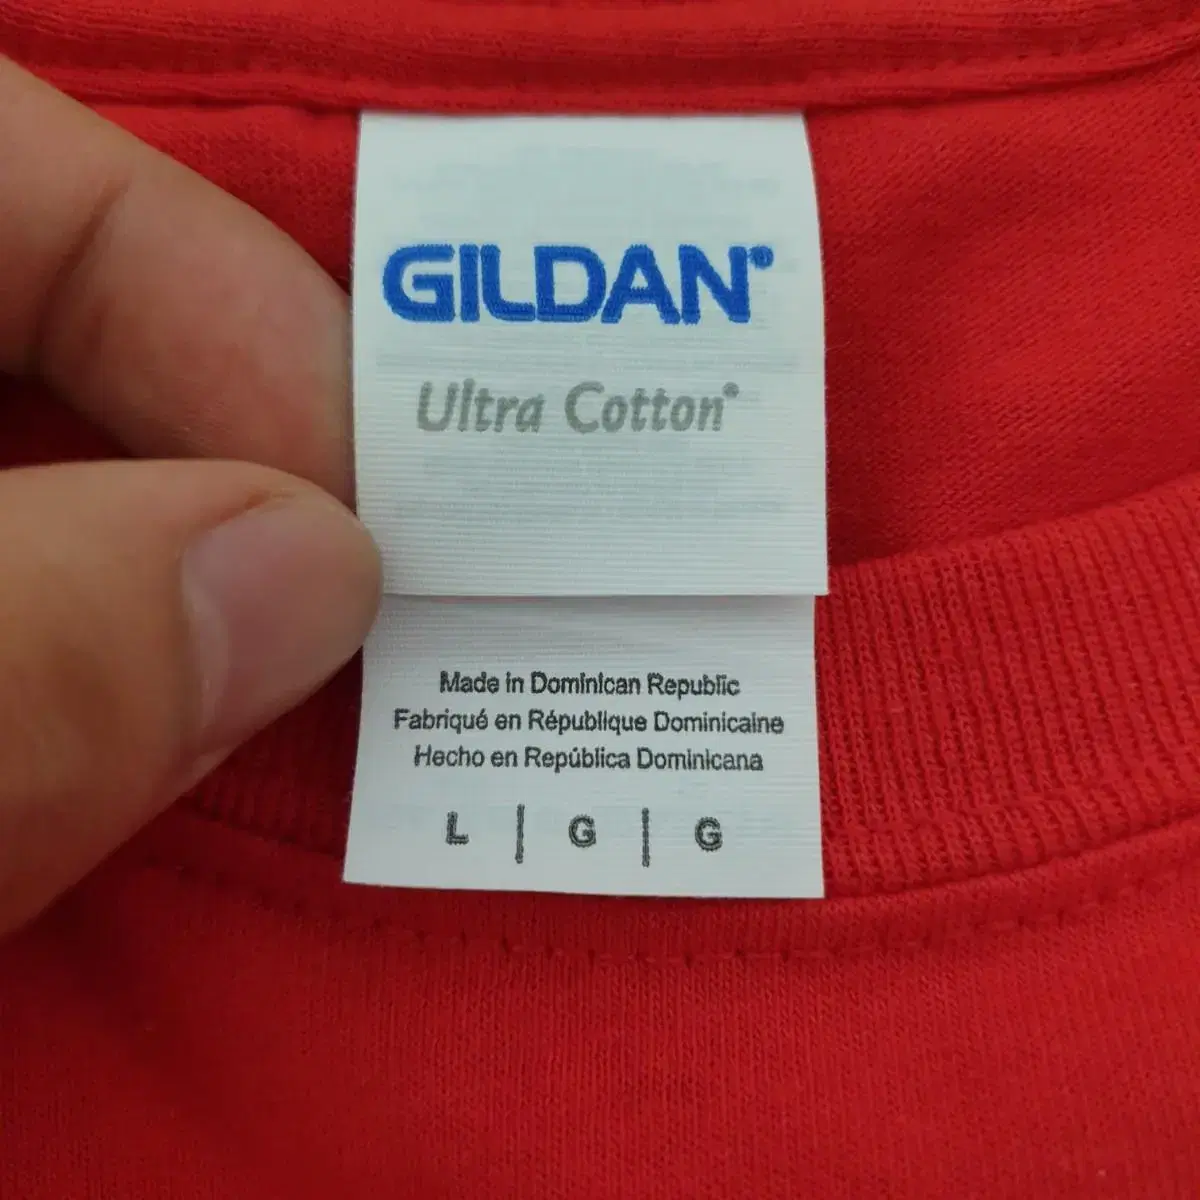 GILDAN®
Ultra Cotton®
Made in Dominican Republic
Fabriqué en République Dominicaine
Hecho en República Dominicana
L | G | G